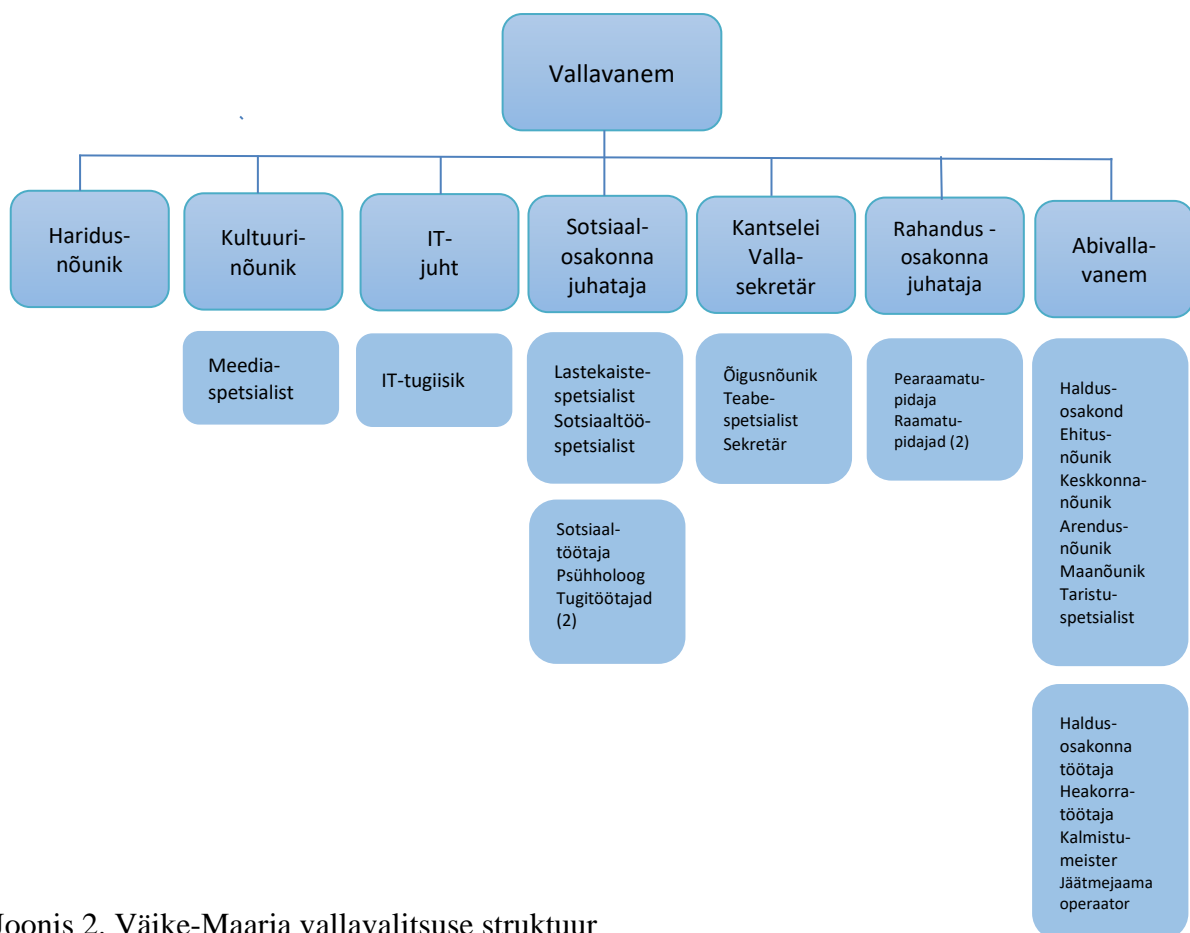 Vallavanem
Haridus-
nõunik
Kultuuri-
nõunik
IT-
juht
Sotsiaal-
osakonna
juhataja
Kantselei
Valla-
sekretär
Rahandus -
osakonna
juhataja
Abivalla-
vanem
Meedia-
spetsialist
IT-tugiisik
Lastekaiste-
spetsialist
Sotsiaaltöö-
spetsialist
Õigusnõunik
Teabe-
spetsialist
Sekretär
Pearaamatu-
pidaja
Raamatu-
pidajad (2)
Haldus-
osakond
Ehitus-
nõunik
Keskkonna-
nõunik
Arendus-
nõunik
Maanõunik
Taristu-
spetsialist
Sotsiaal-
töötaja
Psühholoog
Tugitöötajad
(2)
Haldus-
osakonna
töötaja
Heakorra-
töötaja
Kalmistu-
meister
Jäätmejaama
operaator
Joonis 2. Väike-Maarja vallavalitsuse struktuur